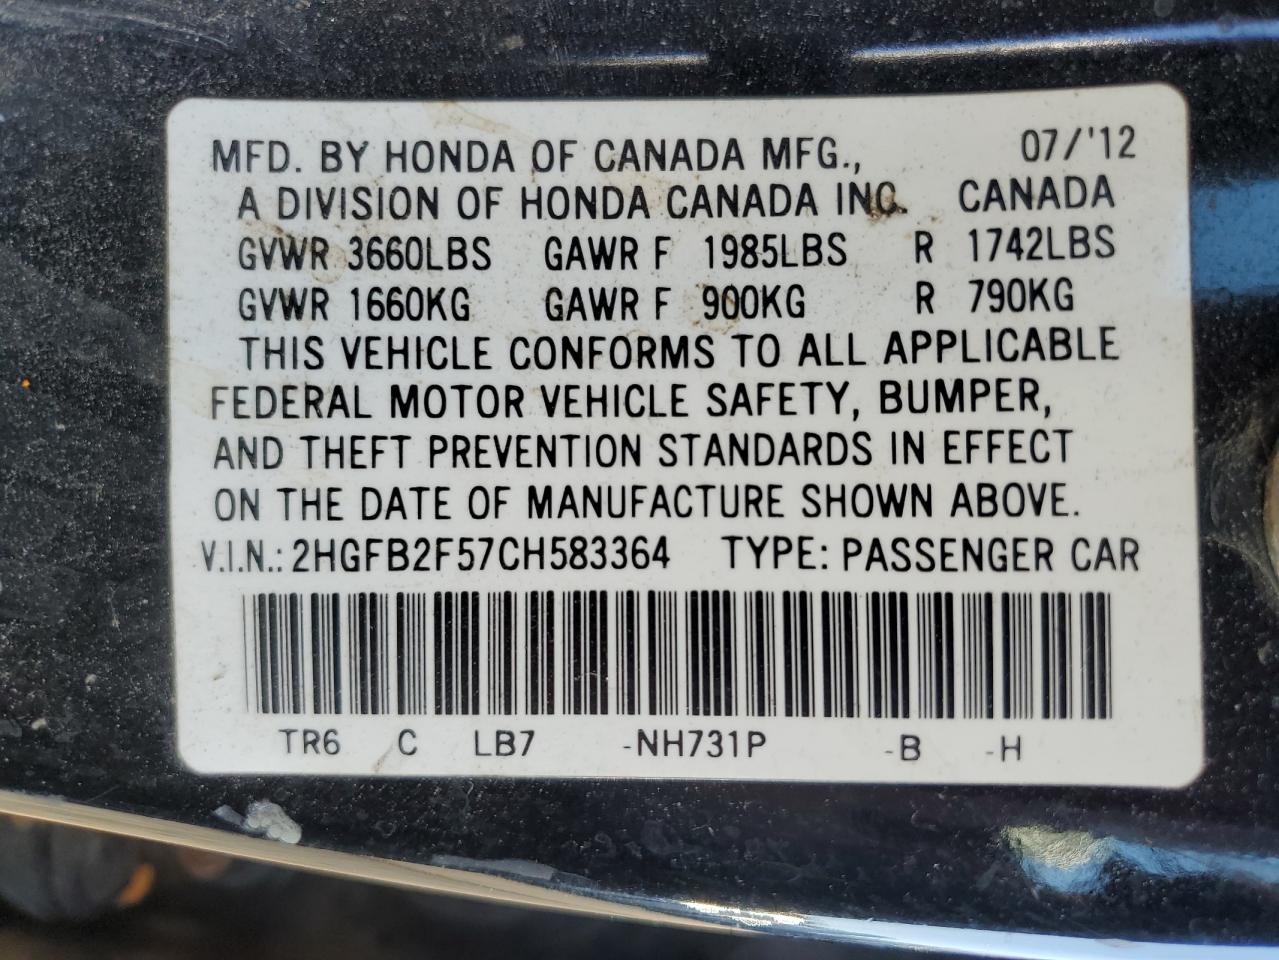 MFD. BY HONDA OF CANADA MFG., 07/'12
A DIVISION OF HONDA CANADA INC. CANADA
GVWR 3660LBS GAWR F 1985LBS R 1742LBS
GVWR 1660KG GAWR F 900KG R 790KG
THIS VEHICLE CONFORMS TO ALL APPLICABLE
FEDERAL MOTOR VEHICLE SAFETY, BUMPER,
AND THEFT PREVENTION STANDARDS IN EFFECT
ON THE DATE OF MANUFACTURE SHOWN ABOVE.
V.I.N.: 2HGFB2F57CH583364 TYPE: PASSENGER CAR
TR6 C LB7 -NH731P -B -H